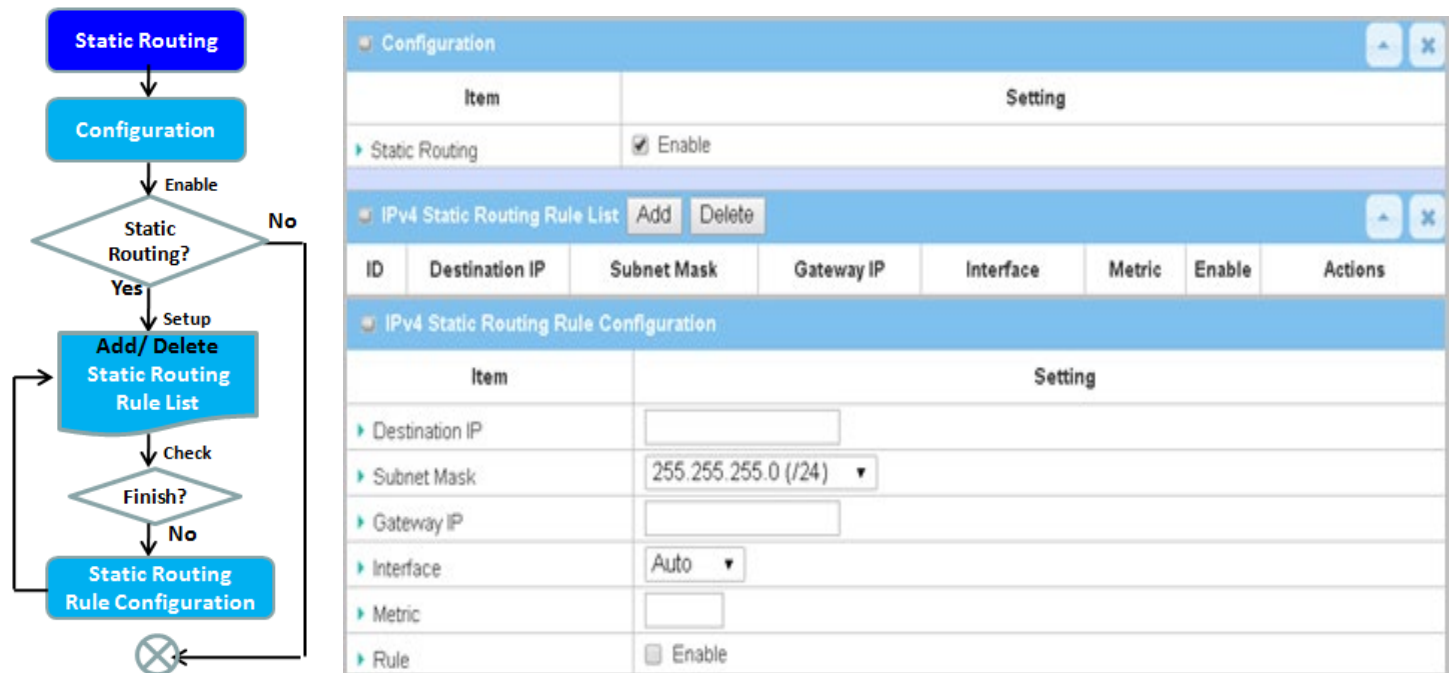 Static Routing
Configuration
Enable
Static
Routing?
No
Yes
Setup
Add/ Delete
Static Routing
Rule List
Check
Finish?
No
Static Routing
Rule Configuration
Configuration
Item Setting
Static Routing Enable
IPv4 Static Routing Rule List Add Delete
ID Destination IP Subnet Mask Gateway IP Interface Metric Enable Actions
IPv4 Static Routing Rule Configuration
Item Setting
Destination IP
Subnet Mask 255.255.255.0 (/24)
Gateway IP
Interface Auto
Metric
Rule Enable